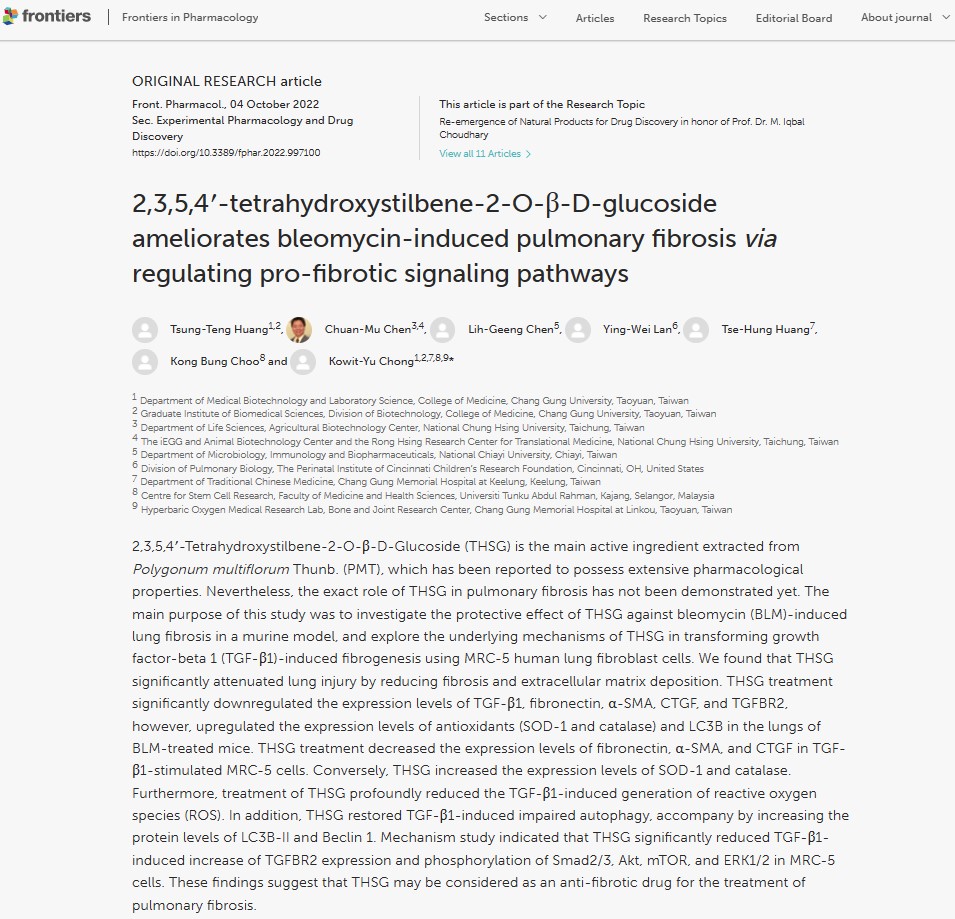 frontiers
Frontiers in Pharmacology
Sections
Articles
Research Topics
Editorial Board
About journal
ORIGINAL RESEARCH article
Front. Pharmacol., 04 October 2022
Sec. Experimental Pharmacology and Drug
Discovery
https://doi.org/10.3389/fphar.2022.997100
This article is part of the Research Topic
Re-emergence of Natural Products for Drug Discovery in honor of Prof. Dr. M. Iqbal
Choudhary
View all 11 Articles >
2,3,5,4′-tetrahydroxystilbene-2-O-β-D-glucoside
ameliorates bleomycin-induced pulmonary fibrosis via
regulating pro-fibrotic signaling pathways
Tsung-Teng Huang1,2, Chuan-Mu Chen3,4, Lih-Geeng Chen5, Ying-Wei Lan6, Tse-Hung Huang7,
Kong Bung Choo8 and Kowit-Yu Chong1,2,7,8,9*
1 Department of Medical Biotechnology and Laboratory Science, College of Medicine, Chang Gung University, Taoyuan, Taiwan
2 Graduate Institute of Biomedical Sciences, Division of Biotechnology, College of Medicine, Chang Gung University, Taoyuan, Taiwan
3 Department of Life Sciences, Agricultural Biotechnology Center, National Chung Hsing University, Taichung, Taiwan
4 The iEGG and Animal Biotechnology Center and the Rong Hsing Research Center for Translational Medicine, National Chung Hsing University, Taichung, Taiwan
5 Department of Microbiology, Immunology and Biopharmaceuticals, National Chiayi University, Chiayi, Taiwan
6 Division of Pulmonary Biology, The Perinatal Institute of Cincinnati Children's Research Foundation, Cincinnati, OH, United States
7 Department of Traditional Chinese Medicine, Chang Gung Memorial Hospital at Keelung, Keelung, Taiwan
8 Centre for Stem Cell Research, Faculty of Medicine and Health Sciences, Universiti Tunku Abdul Rahman, Kajang, Selangor, Malaysia
9 Hyperbaric Oxygen Medical Research Lab, Bone and Joint Research Center, Chang Gung Memorial Hospital at Linkou, Taoyuan, Taiwan
2,3,5,4′-Tetrahydroxystilbene-2-O-β-D-Glucoside (THSG) is the main active ingredient extracted from
Polygonum multiflorum Thunb. (PMT), which has been reported to possess extensive pharmacological
properties. Nevertheless, the exact role of THSG in pulmonary fibrosis has not been demonstrated yet. The
main purpose of this study was to investigate the protective effect of THSG against bleomycin (BLM)-induced
lung fibrosis in a murine model, and explore the underlying mechanisms of THSG in transforming growth
factor-beta 1 (TGF-β1)-induced fibrogenesis using MRC-5 human lung fibroblast cells. We found that THSG
significantly attenuated lung injury by reducing fibrosis and extracellular matrix deposition. THSG treatment
significantly downregulated the expression levels of TGF-β1, fibronectin, α-SMA, CTGF, and TGFBR2,
however, upregulated the expression levels of antioxidants (SOD-1 and catalase) and LC3B in the lungs of
BLM-treated mice. THSG treatment decreased the expression levels of fibronectin, α-SMA, and CTGF in TGF-
β1-stimulated MRC-5 cells. Conversely, THSG increased the expression levels of SOD-1 and catalase.
Furthermore, treatment of THSG profoundly reduced the TGF-β1-induced generation of reactive oxygen
species (ROS). In addition, THSG restored TGF-β1-induced impaired autophagy, accompany by increasing the
protein levels of LC3B-II and Beclin 1. Mechanism study indicated that THSG significantly reduced TGF-β1-
induced increase of TGFBR2 expression and phosphorylation of Smad2/3, Akt, mTOR, and ERK1/2 in MRC-5
cells. These findings suggest that THSG may be considered as an anti-fibrotic drug for the treatment of
pulmonary fibrosis.